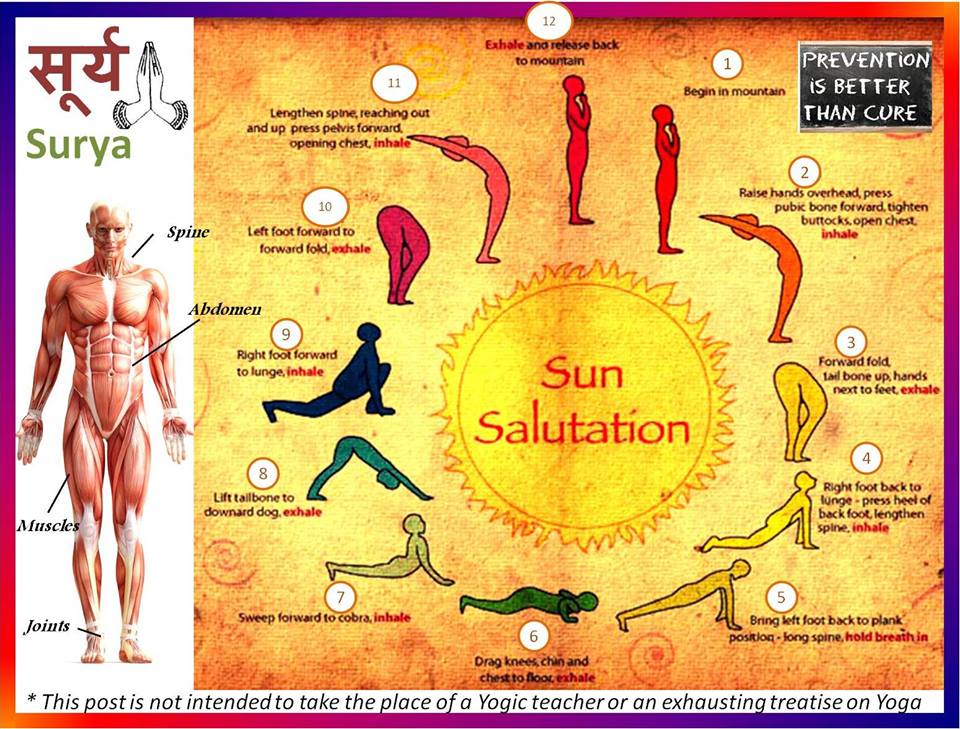 सूर्य
Surya
PREVENTION
IS BETTER
THAN CURE
Spine
Abdomen
Muscles
Joints
Sun
Salutation
1
Begin in mountain
2
Raise hands overhead, press
pubic bone forward, tighten
buttocks, open chest,
inhale
3
Forward fold,
tail bone up, hands
next to feet, exhale
4
Right foot back to
lunge - press heel of
back foot, lengthen
spine, inhale
5
Bring left foot back to plank
position - long spine, hold breath in
6
Drag knees, chin and
chest to floor, exhale
7
Sweep forward to cobra, inhale
8
Lift tailbone to
downard dog, exhale
9
Right foot forward
to lunge, inhale
10
Left foot forward to
forward fold, exhale
11
Lengthen spine, reaching out
and up press pelvis forward,
opening chest, inhale
12
Exhale and release back
to mountain
* This post is not intended to take the place of a Yogic teacher or an exhausting treatise on Yoga